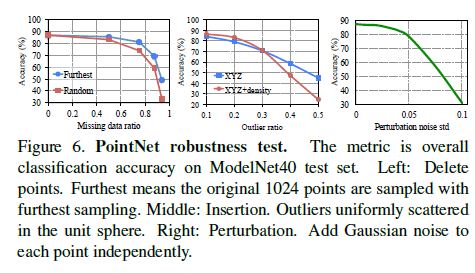 100
90
80
70
60
50
40
30
Accuracy (%)
Furthest
Random
0 0.2 0.4 0.6 0.8 1
Missing data ratio
100
90
80
70
60
50
40
30
20
Accuracy (%)
XYZ
XYZ+density
0.1 0.2 0.3 0.4 0.5
Outlier ratio
90
80
70
60
50
40
30
Accuracy (%)
0 0.05 0.1
Perturbation noise std
Figure 6. PointNet robustness test. The metric is overall
classification accuracy on ModelNet40 test set. Left: Delete
points. Furthest means the original 1024 points are sampled with
furthest sampling. Middle: Insertion. Outliers uniformly scattered
in the unit sphere. Right: Perturbation. Add Gaussian noise to
each point independently.